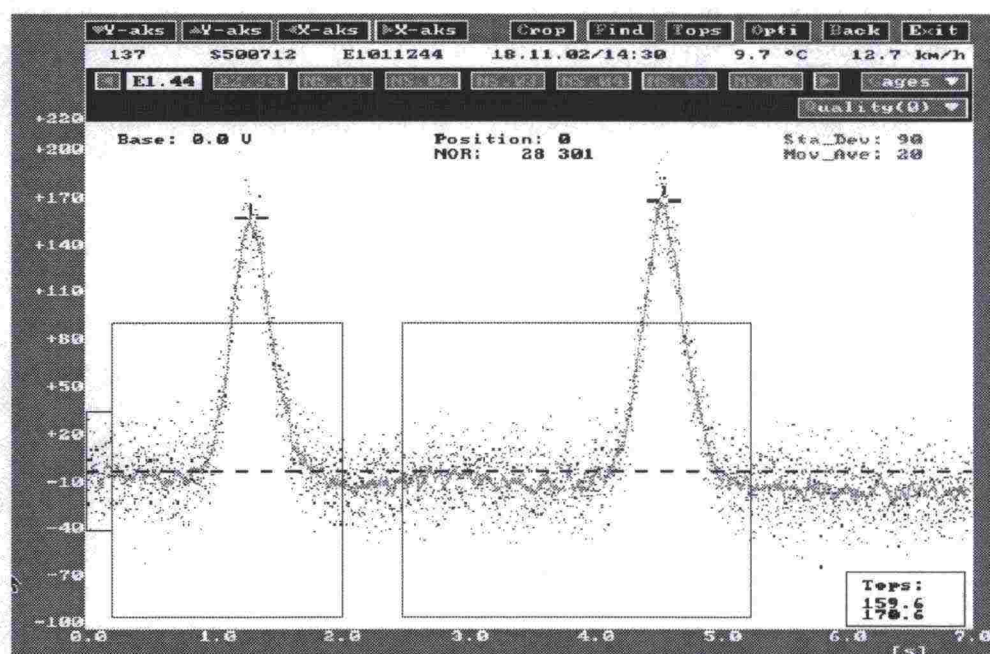 Y-aks Y-aks X-aks X-aks Crop Find Tops Opti Back Exit
137 S500712 E1011Z44 18.11.02/14:30 9.7 °C 12.7 km/h
E1.44 ages
Quality(0)
+220
Base: 0.0 V Position: 0 Sta_Dev: 90
+200
NOR: 28 301 Mov_Ave: 20
+170
+140
+110
+80
+50
+20
-10
-40
-70
Tops:
159.6
170.6
-100
0.0 1.0 2.0 3.0 4.0 5.0 6.0 7.0
[s]